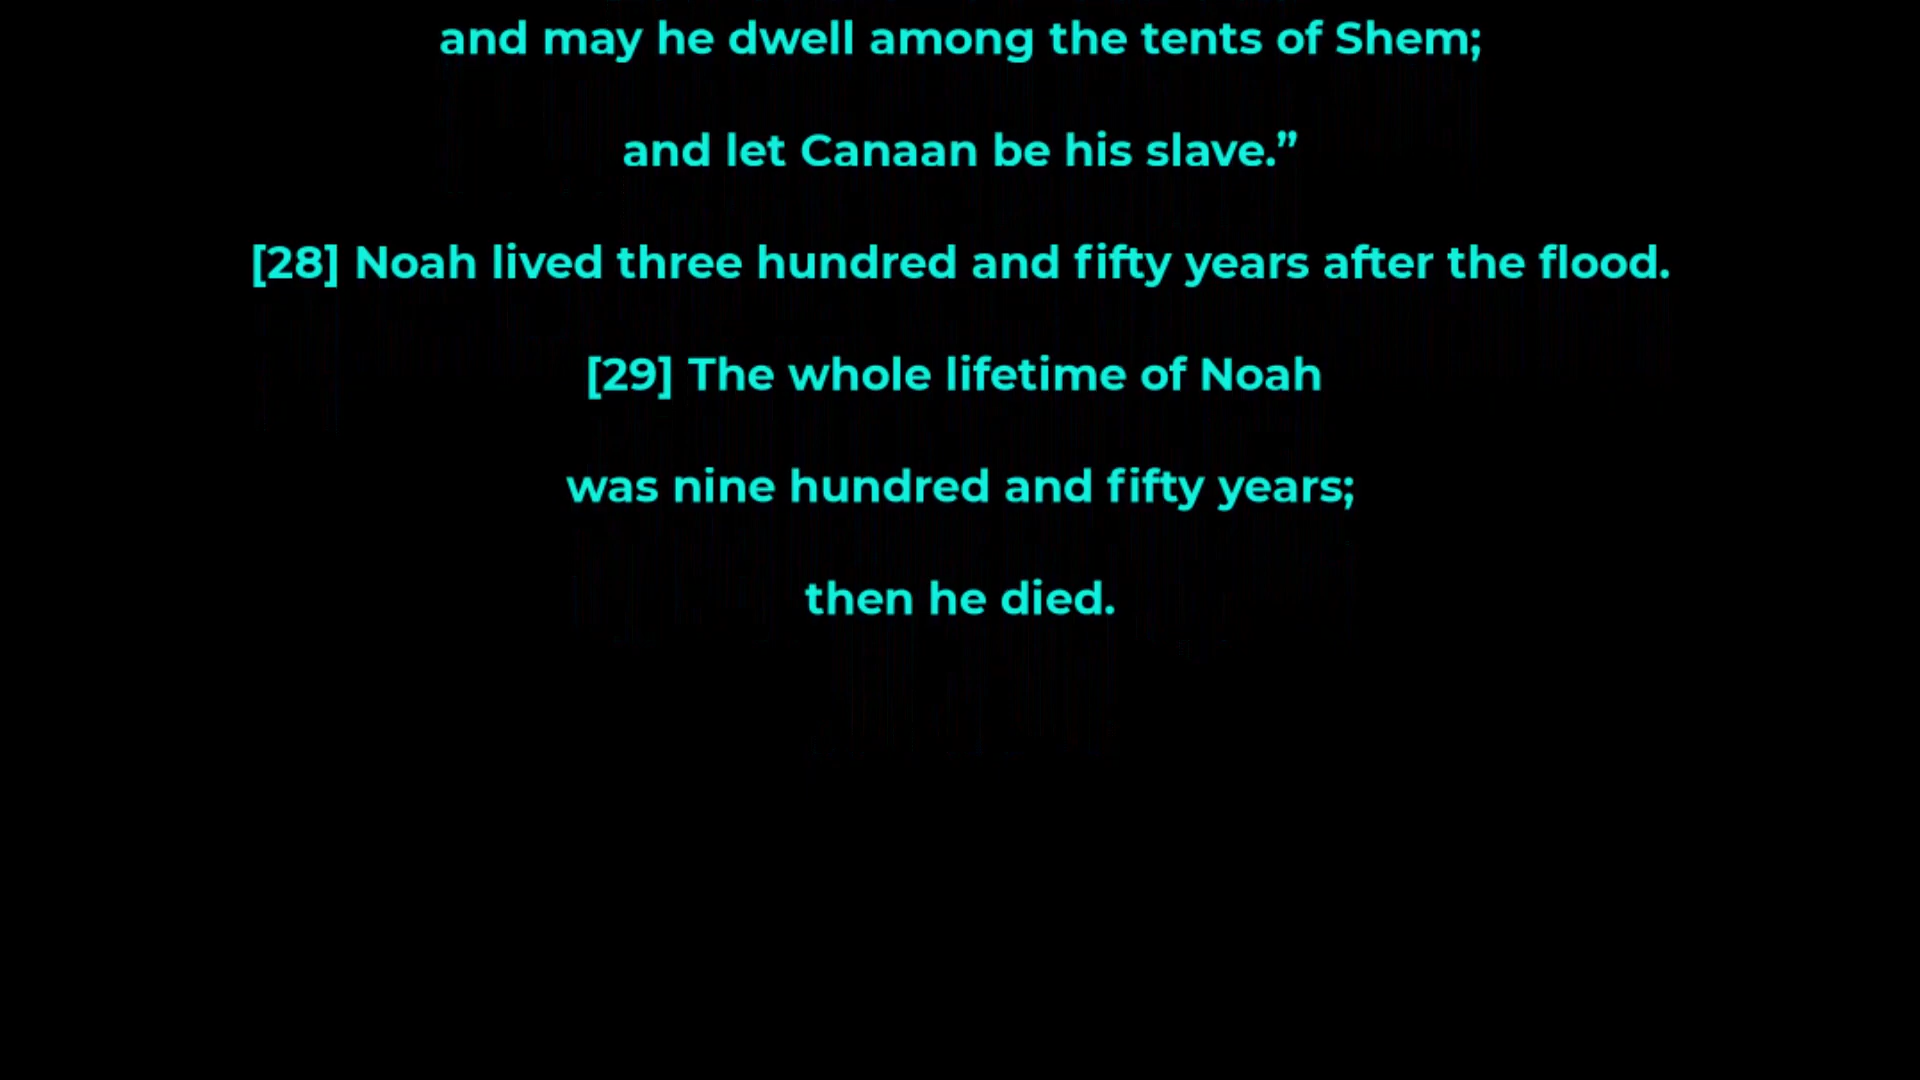 and may he dwell among the tents of Shem;
and let Canaan be his slave.”
[28] Noah lived three hundred and fifty years after the flood.
[29] The whole lifetime of Noah
was nine hundred and fifty years;
then he died.